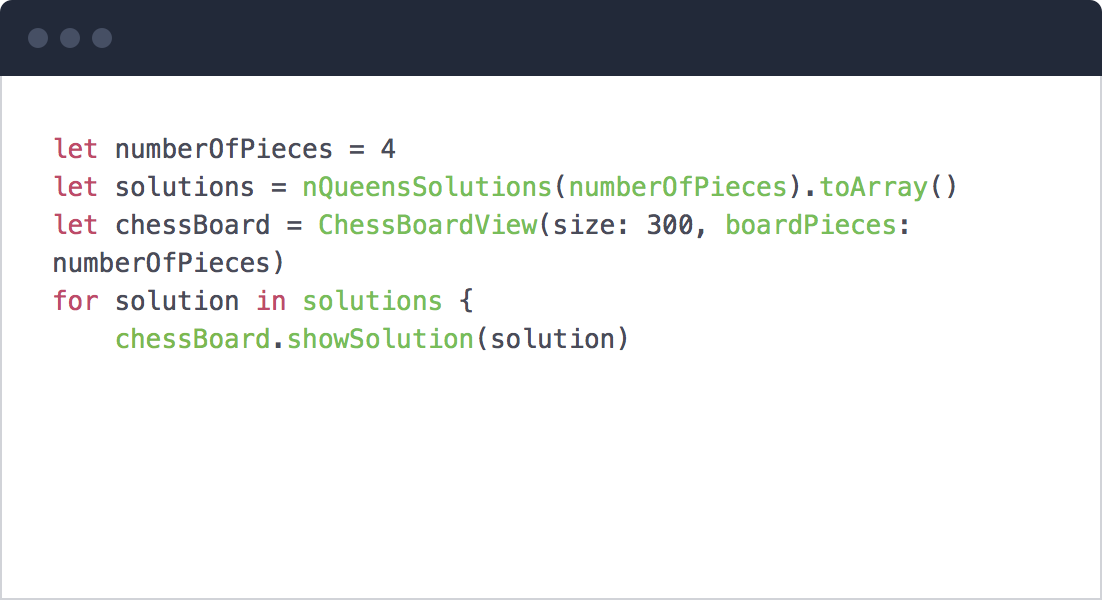 let numberOfPieces = 4
let solutions = nQueensSolutions(numberOfPieces).toArray()
let chessBoard = ChessBoardView(size: 300, boardPieces:
numberOfPieces)
for solution in solutions {
    chessBoard.showSolution(solution)